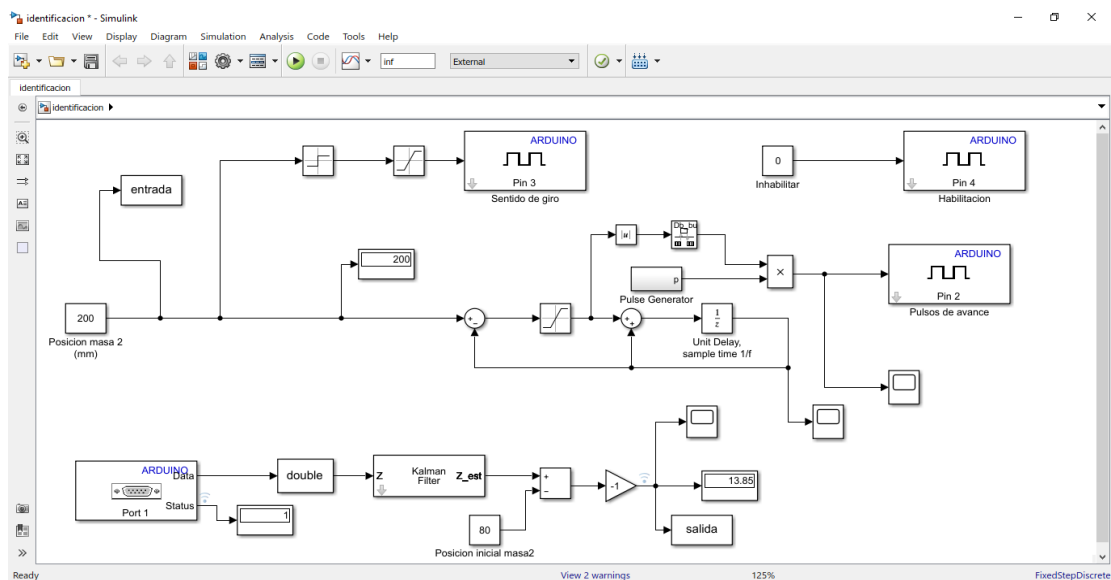 identificacion * - Simulink
File Edit View Display Diagram Simulation Analysis Code Tools Help
inf
External
identificacion
identificacion
ARDUINO
Pin 3
Sentido de giro
0
Inhabilitar
ARDUINO
Pin 4
Habilitacion
entrada
|u|
Db_bu
200
p
Pulse Generator
×
ARDUINO
Pin 2
Pulsos de avance
200
Posicion masa 2
(mm)
1
z
Unit Delay,
sample time 1/f
ARDUINO
Data
Status
Port 1
1
double
Z
Kalman
Filter
Z_est
80
Posicion inicial masa2
-1
13.85
salida
Ready
View 2 warnings
125%
FixedStepDiscrete